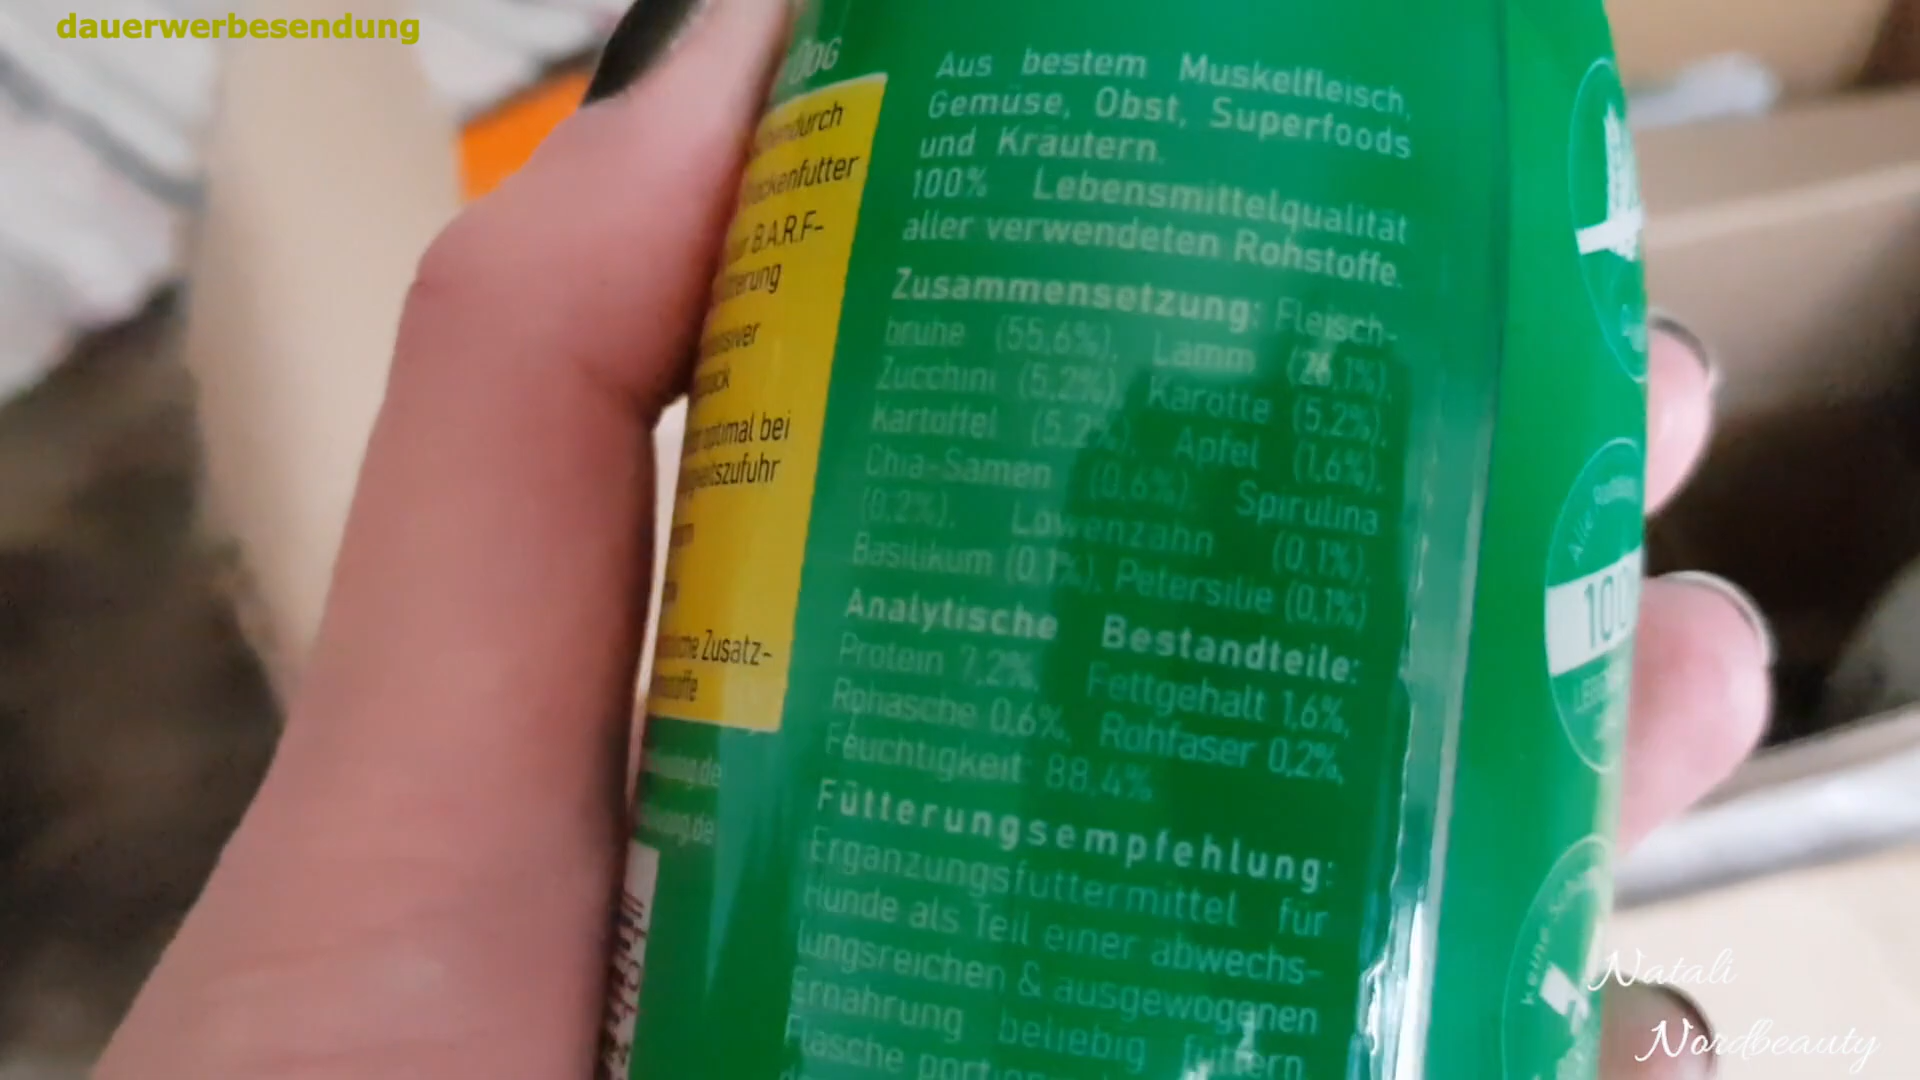 dauerwerbesendung
Aus bestem Muskelfleisch,
Gemüse, Obst, Superfoods
und Kräutern.
100% Lebensmittelqualität
aller verwendeten Rohstoffe.
Zusammensetzung: Fleisch-
brühe (55,6%), Lamm (26,1%),
Zucchini (5,2%), Karotte (5,2%),
Kartoffel (5,2%), Apfel (1,6%),
Chia-Samen (0,6%), Spirulina
(0,2%), Löwenzahn (0,1%),
Basilikum (0,1%), Petersilie (0,1%)
Analytische Bestandteile:
Protein 7,2%, Fettgehalt 1,6%,
Rohasche 0,6%, Rohfaser 0,2%,
Feuchtigkeit 88,4%
Fütterungsempfehlung:
Ergänzungsfuttermittel für
Hunde als Teil einer abwechs-
lungsreichen & ausgewogenen
Ernährung beliebig füttern.
Flasche
B.A.R.F-
optimal bei
Zusatz-
100
Natali
Nordbeauty